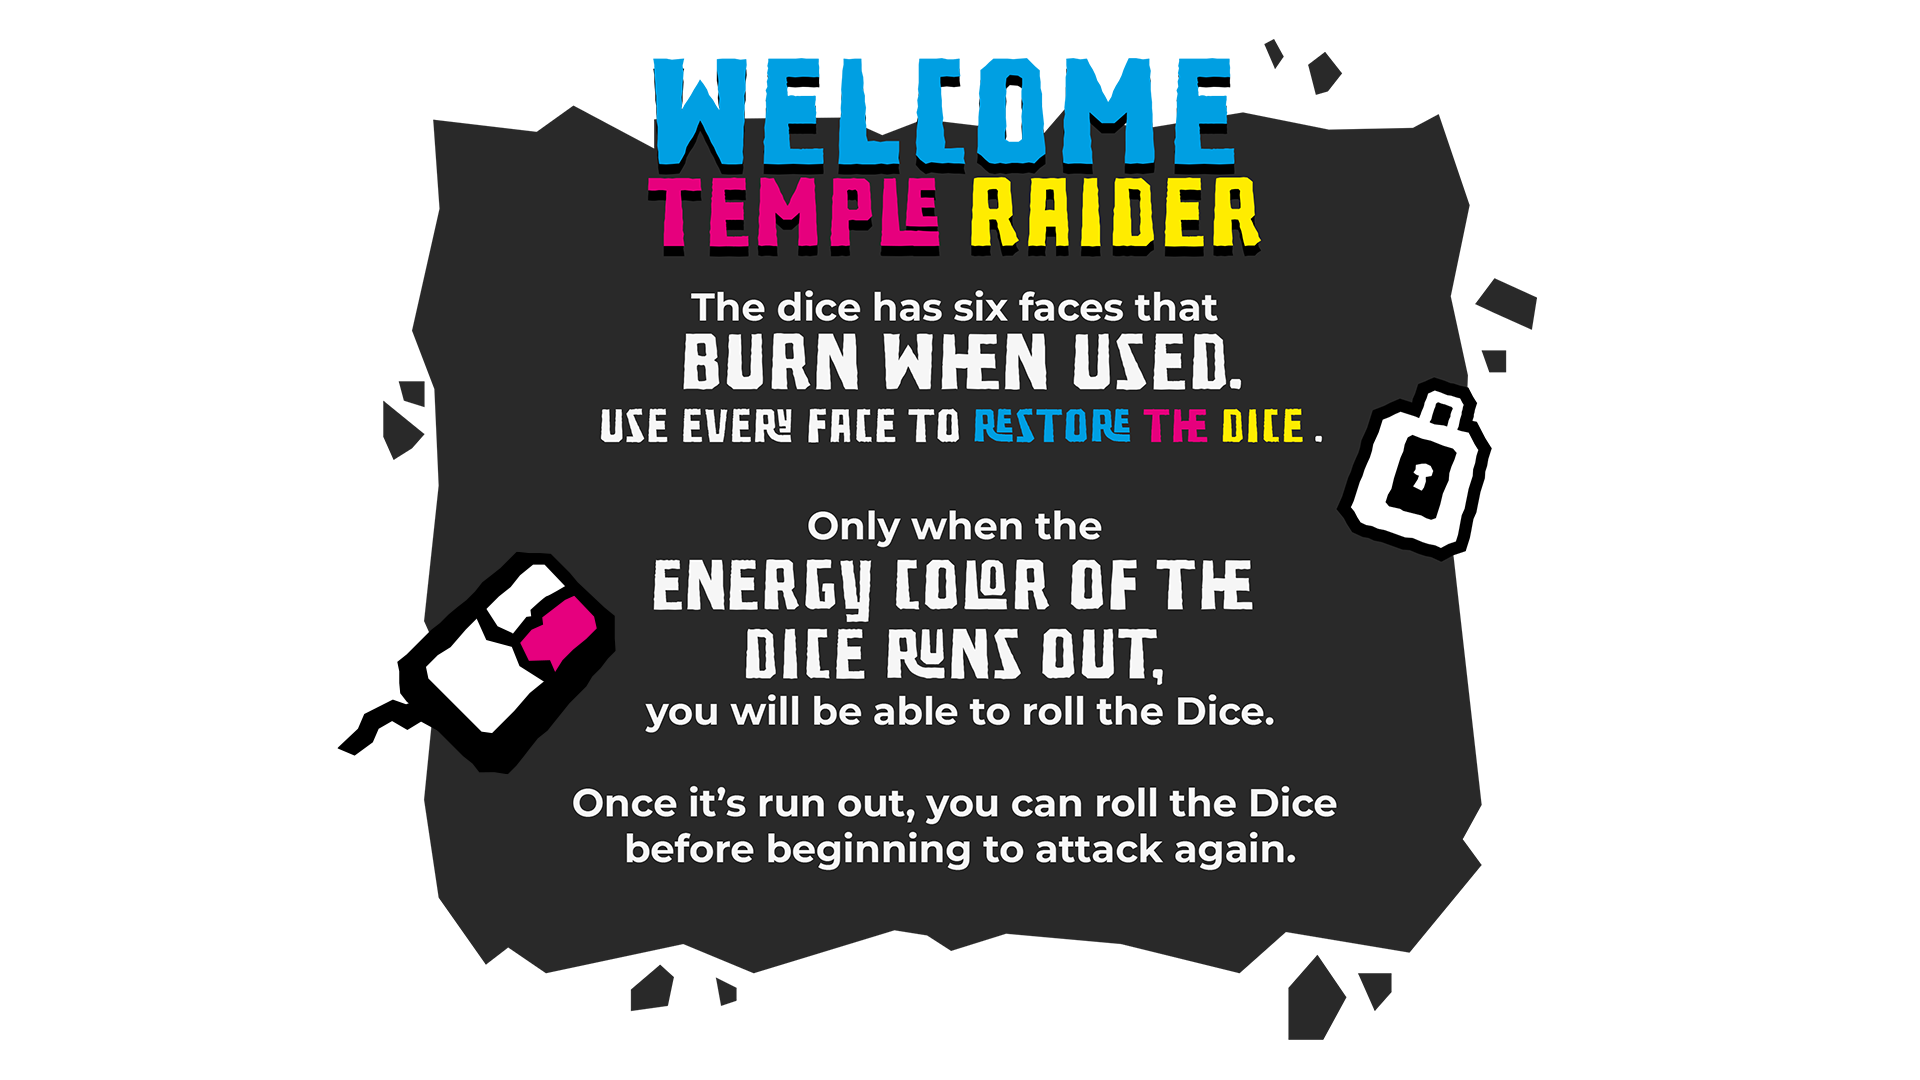 WELCOME
TEMPLE RAIDER
The dice has six faces that
BURN WHEN USED.
USE EVERY FACE TO RESTORE THE DICE .
Only when the
ENERGY COLOR OF THE
DICE RUNS OUT,
you will be able to roll the Dice.
Once it’s run out, you can roll the Dice
before beginning to attack again.